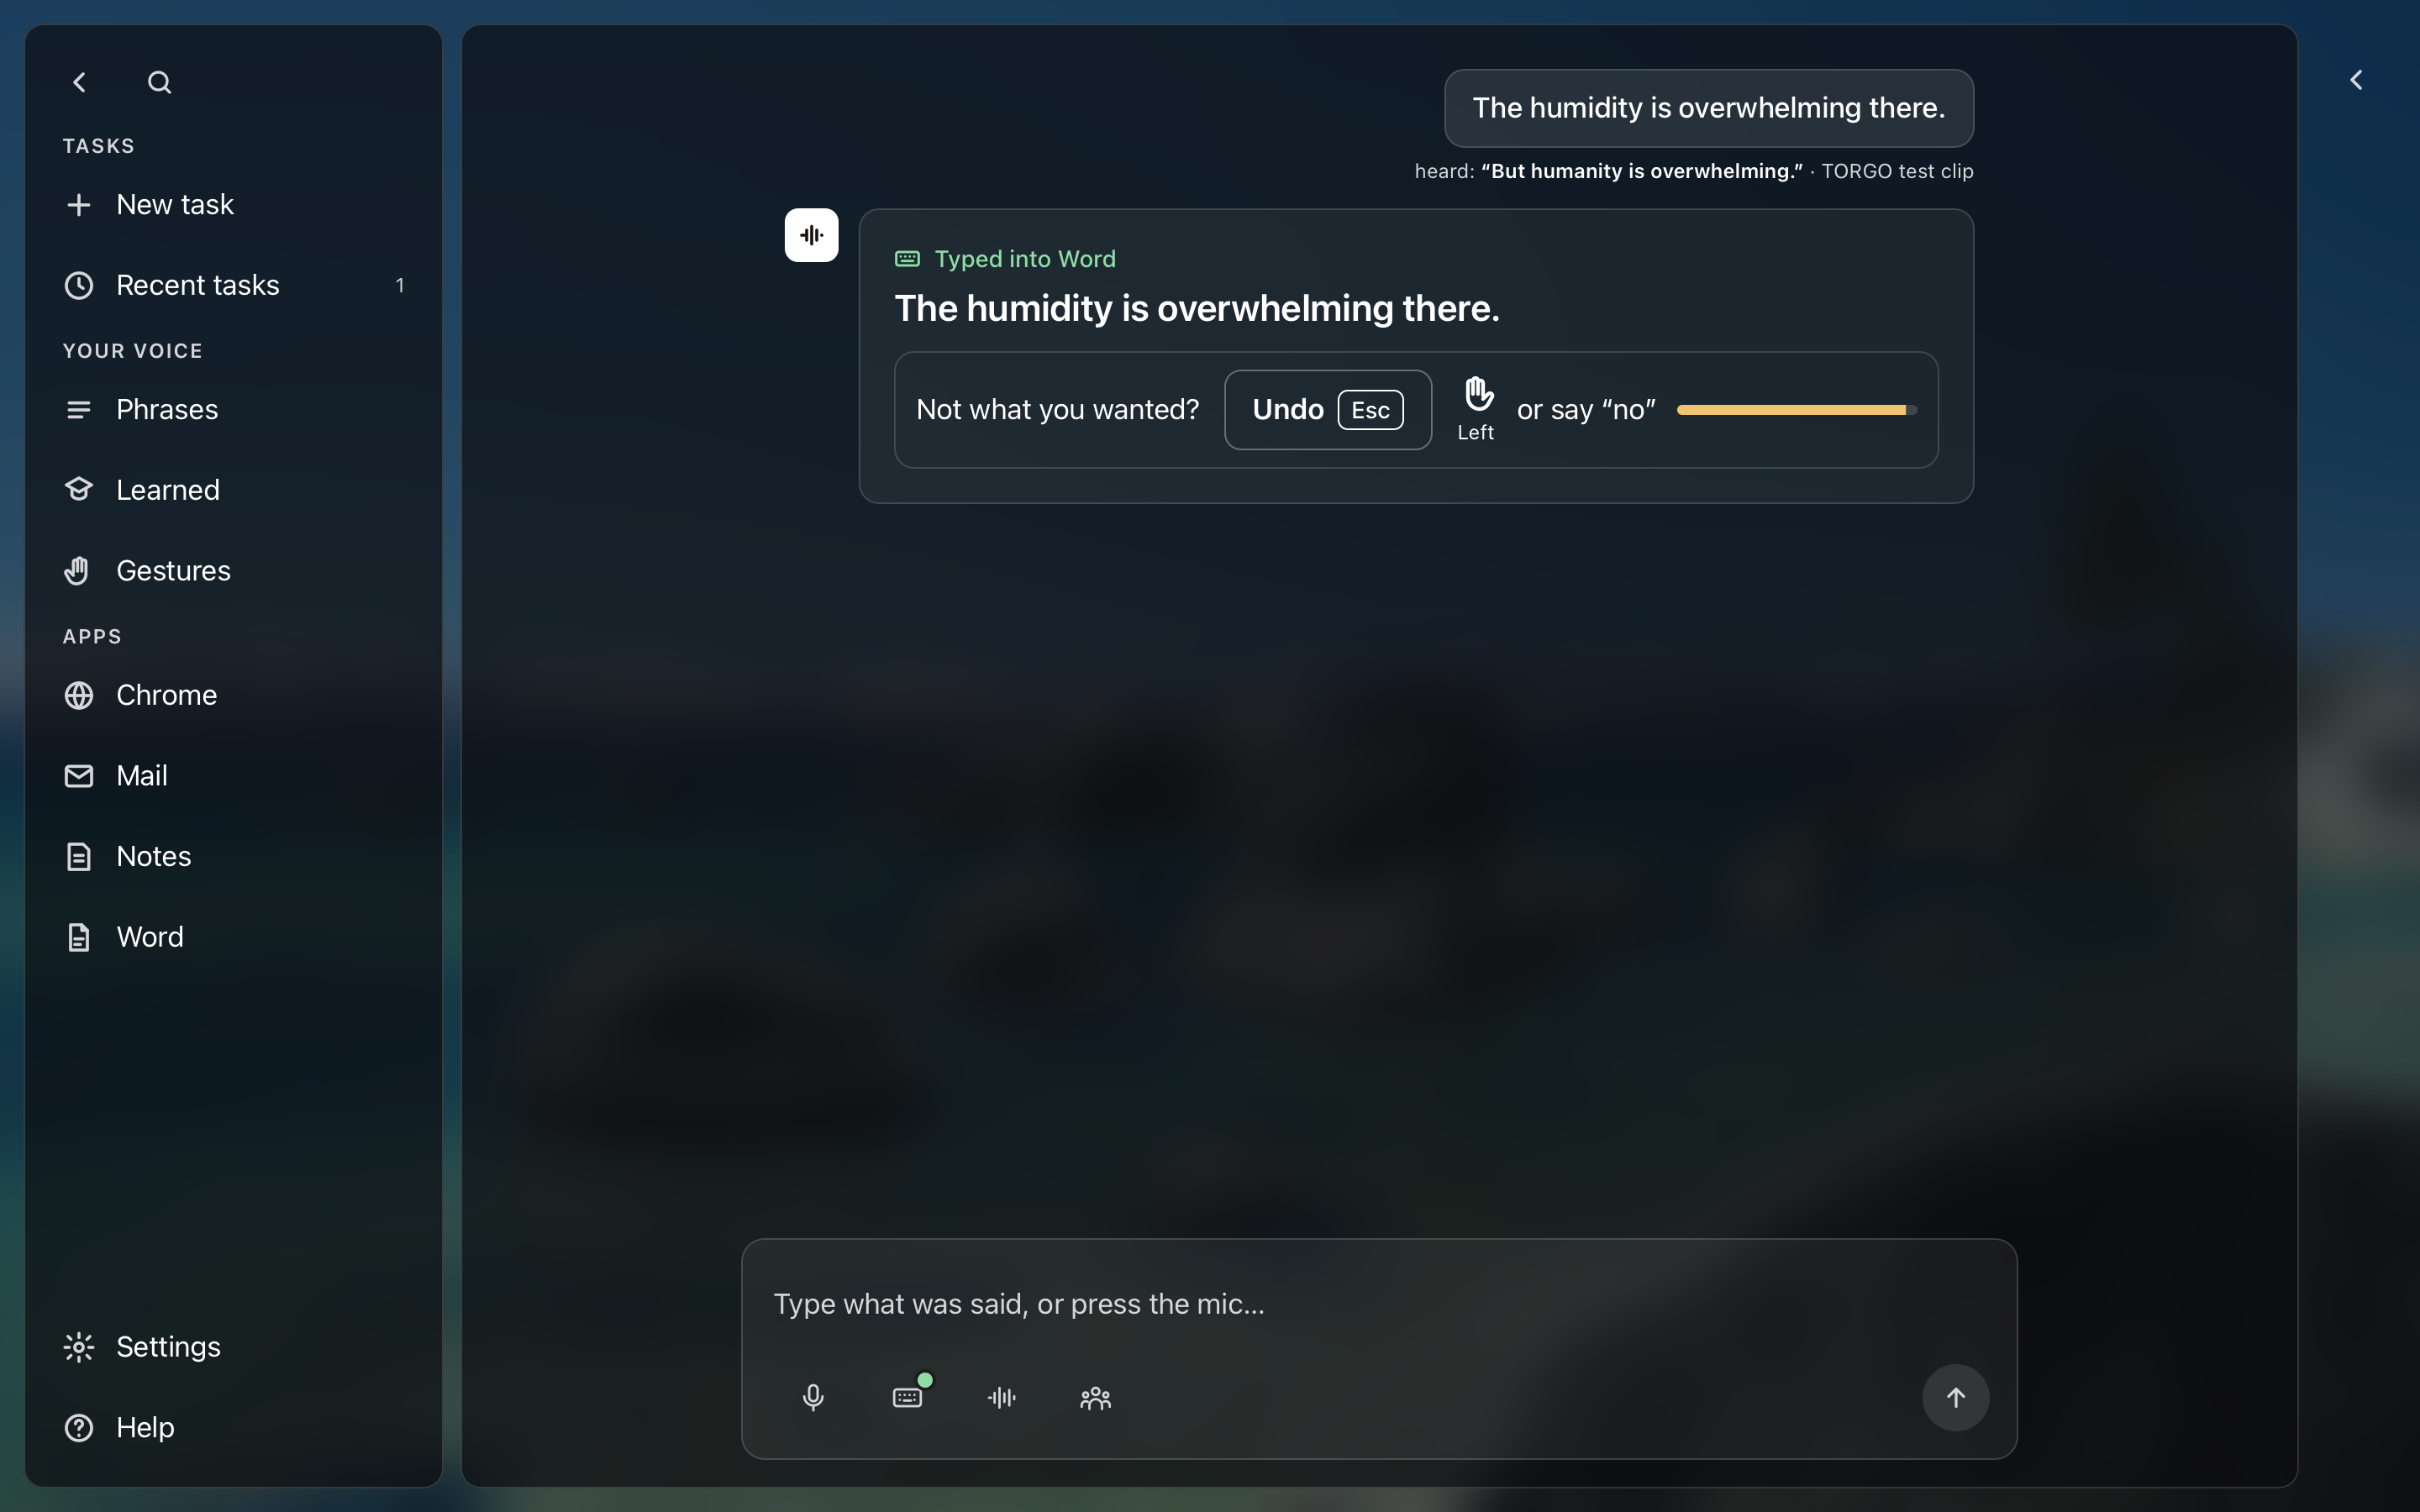 TASKS
New task
Recent tasks 1
YOUR VOICE
Phrases
Learned
Gestures
APPS
Chrome
Mail
Notes
Word
Settings
Help
The humidity is overwhelming there.
heard: “But humanity is overwhelming.” · TORGO test clip
Typed into Word
The humidity is overwhelming there.
Not what you wanted? Undo Esc Left or say “no”
Type what was said, or press the mic...